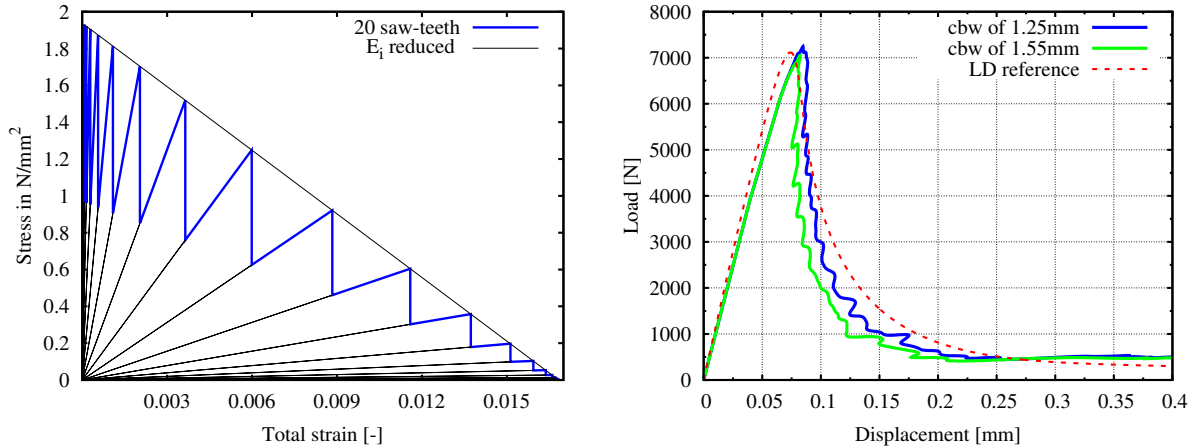 2
1.8
1.6
1.4
1.2
1
0.8
0.6
0.4
0.2
0
Stress in N/mm²
20 saw-teeth
E_i reduced
0.003 0.006 0.009 0.012 0.015
Total strain [-]
8000
7000
6000
5000
4000
3000
2000
1000
0
Load [N]
cbw of 1.25mm
cbw of 1.55mm
LD reference
0 0.05 0.1 0.15 0.2 0.25 0.3 0.35 0.4
Displacement [mm]